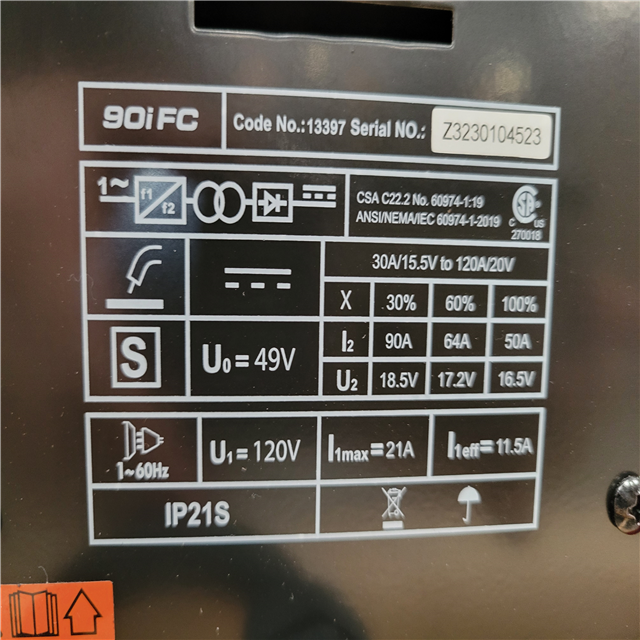 90i FC
Code No.:13397 Serial NO.: Z3230104523
1~ f1 f2
CSA C22.2 No. 60974-1:19
ANSI/NEMA/IEC 60974-1-2019
C SA ® US
270018
30A/15.5V to 120A/20V
X 30% 60% 100%
I2 90A 64A 50A
U2 18.5V 17.2V 16.5V
S
U0 = 49V
1~60Hz
U1 = 120V
I1max = 21A
I1eff = 11.5A
IP21S